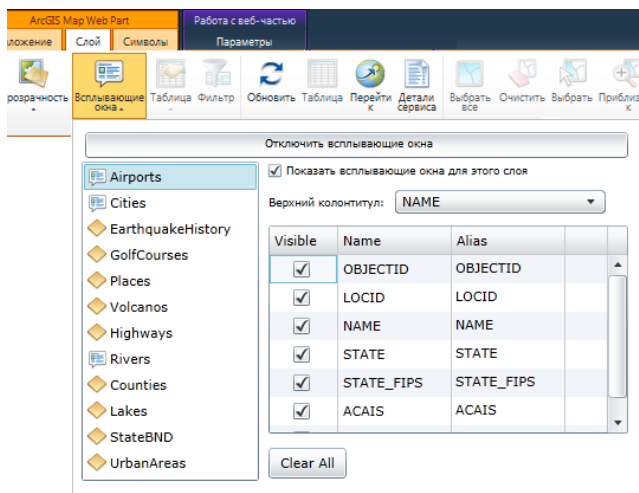 ArcGIS Map Web Part
Работа с веб-частью
Слой
Символы
Параметры
Всплывающие окна
Таблица
Фильтр
Обновить
Таблица
Перейти к
Детали сервиса
Выбрать все
Очистить
Выбрать
Отключить всплывающие окна
Airports
Cities
EarthquakeHistory
GolfCourses
Places
Volcanos
Highways
Rivers
Counties
Lakes
StateBND
UrbanAreas
Показать всплывающие окна для этого слоя
Верхний колонтитул: NAME
Visible Name Alias
OBJECTID OBJECTID
LOCID LOCID
NAME NAME
STATE STATE
STATE_FIPS STATE_FIPS
ACAIS ACAIS
Clear All